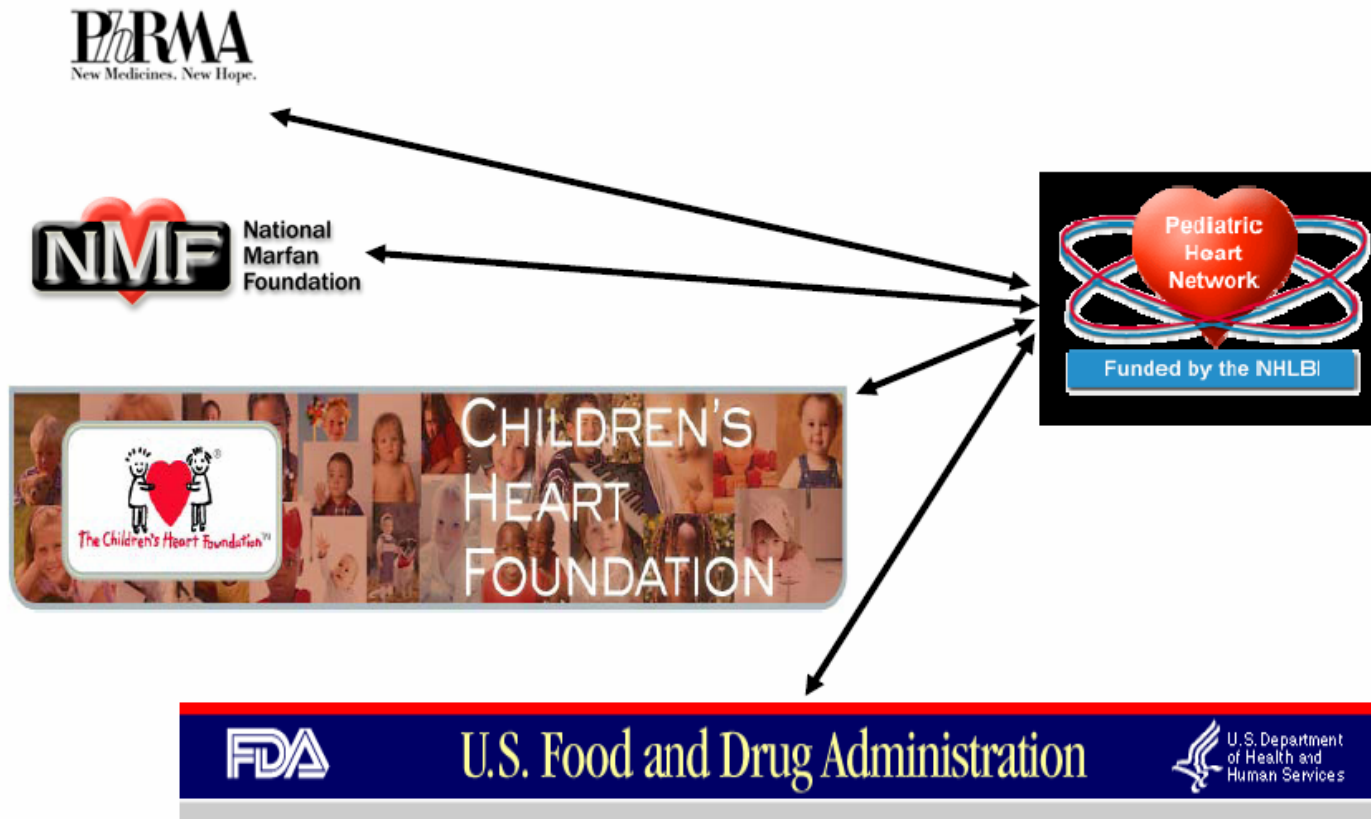 PhRMA
New Medicines. New Hope.
NMF
National
Marfan
Foundation
Pediatric
Heart
Network
Funded by the NHLBI
The Children's Heart Foundation™
®
CHILDREN'S
HEART
FOUNDATION
FDA
U.S. Food and Drug Administration
U.S. Department
of Health and
Human Services